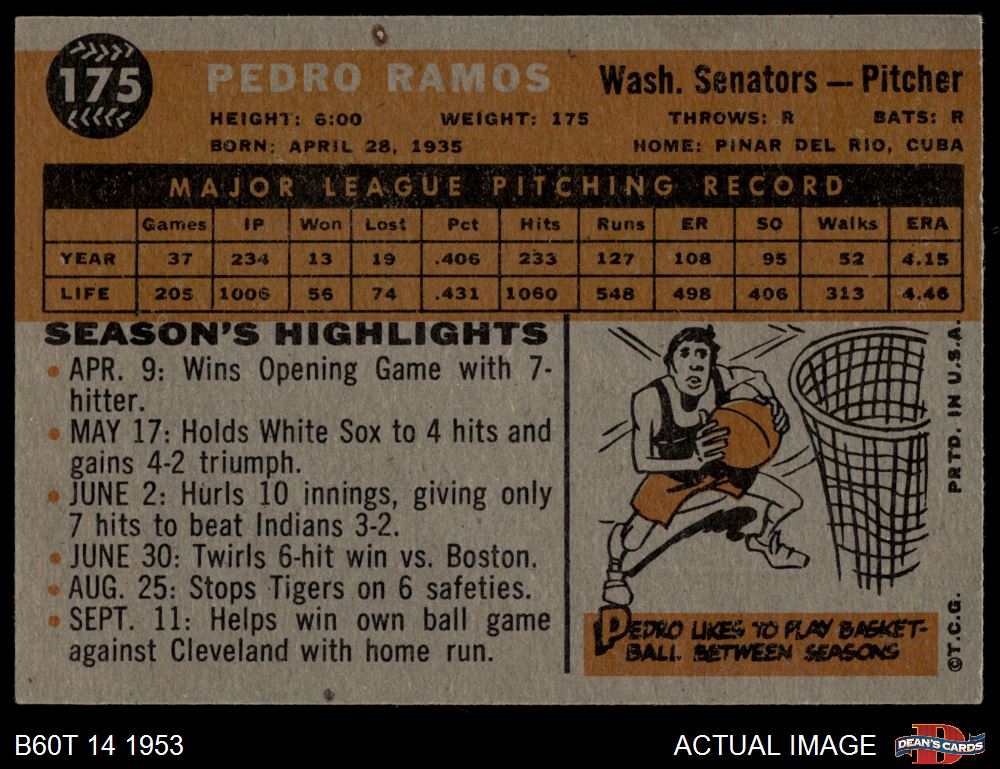 175
PEDRO RAMOS
Wash. Senators — Pitcher
HEIGHT: 6:00 WEIGHT: 175 THROWS: R BATS: R
BORN: APRIL 28, 1935 HOME: PINAR DEL RIO, CUBA
MAJOR LEAGUE PITCHING RECORD
Games IP Won Lost Pct Hits Runs ER SO Walks ERA
YEAR 37 234 13 19 .406 233 127 108 95 52 4.15
LIFE 205 1006 56 74 .431 1060 548 498 406 313 4.46
SEASON'S HIGHLIGHTS
• APR. 9: Wins Opening Game with 7-
hitter.
• MAY 17: Holds White Sox to 4 hits and
gains 4-2 triumph.
• JUNE 2: Hurls 10 innings, giving only
7 hits to beat Indians 3-2.
• JUNE 30: Twirls 6-hit win vs. Boston.
• AUG. 25: Stops Tigers on 6 safeties.
• SEPT. 11: Helps win own ball game
against Cleveland with home run.
PEDRO LIKES TO PLAY BASKET-
BALL BETWEEN SEASONS
©T.C.G. PRTD. IN U.S.A.
B60T 14 1953
ACTUAL IMAGE
D
DEAN'S CARDS